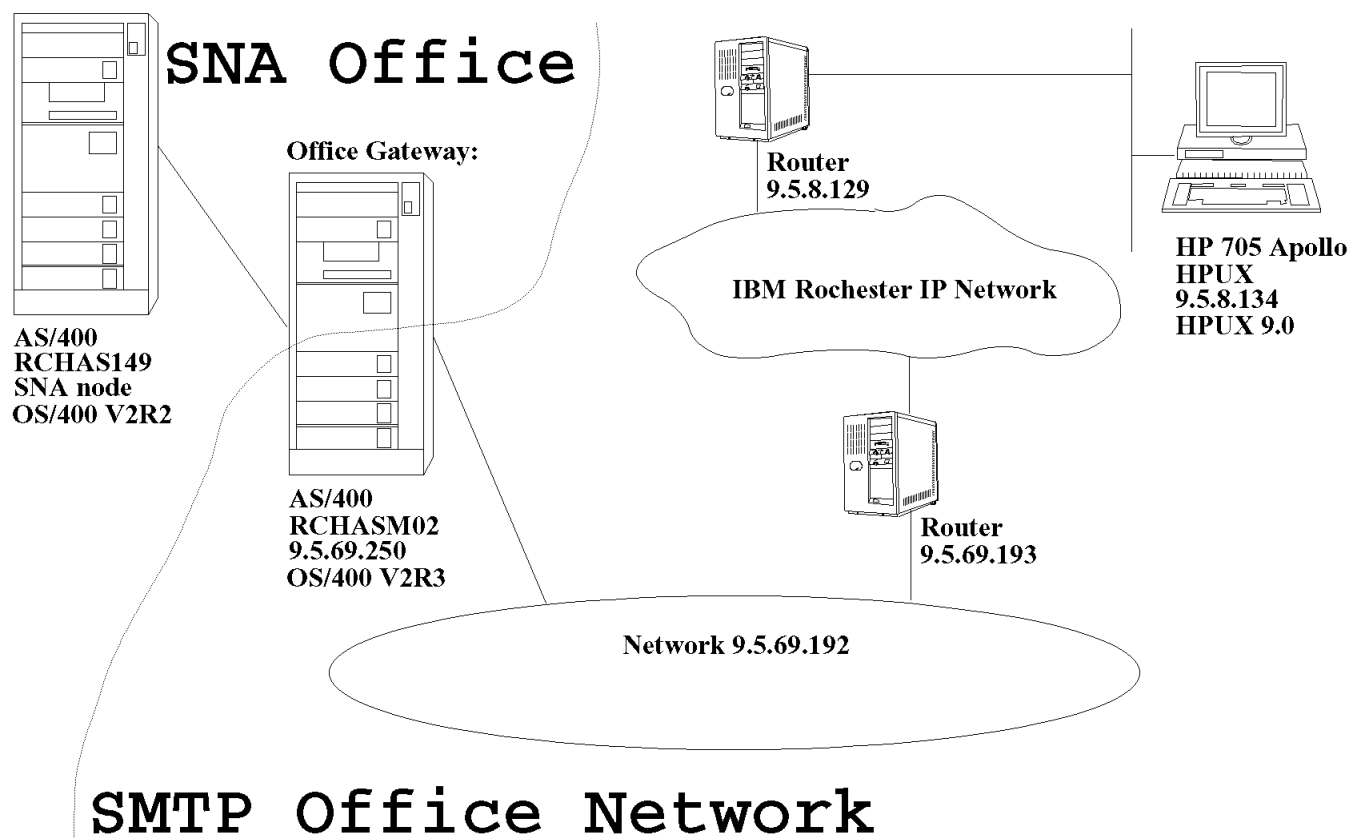 SNA Office
Office Gateway:
Router
9.5.8.129
HP 705 Apollo
HPUX
9.5.8.134
HPUX 9.0
IBM Rochester IP Network
AS/400
RCHAS149
SNA node
OS/400 V2R2
AS/400
RCHASM02
9.5.69.250
OS/400 V2R3
Router
9.5.69.193
Network 9.5.69.192
SMTP Office Network